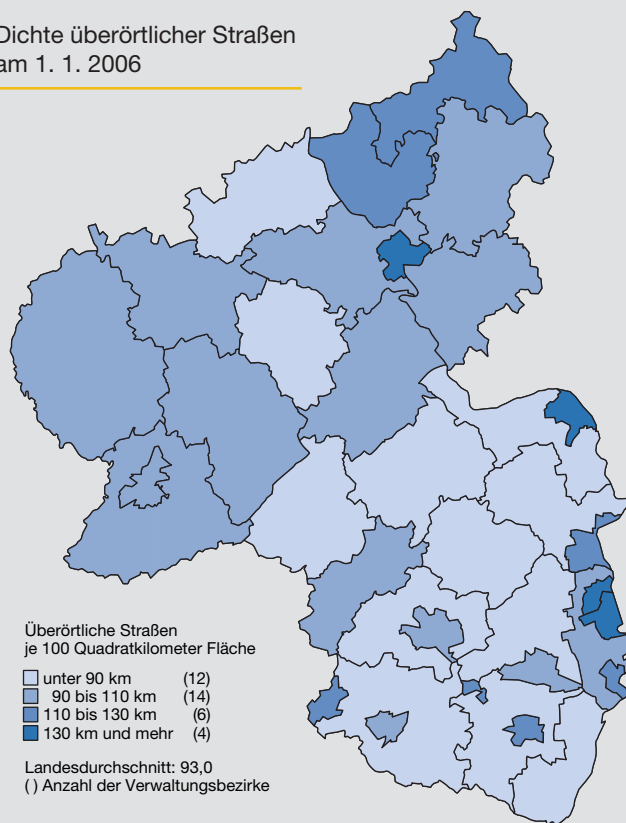 Dichte überörtlicher Straßen
am 1. 1. 2006
Überörtliche Straßen
je 100 Quadratkilometer Fläche
unter 90 km (12)
90 bis 110 km (14)
110 bis 130 km (6)
130 km und mehr (4)
Landesdurchschnitt: 93,0
( ) Anzahl der Verwaltungsbezirke